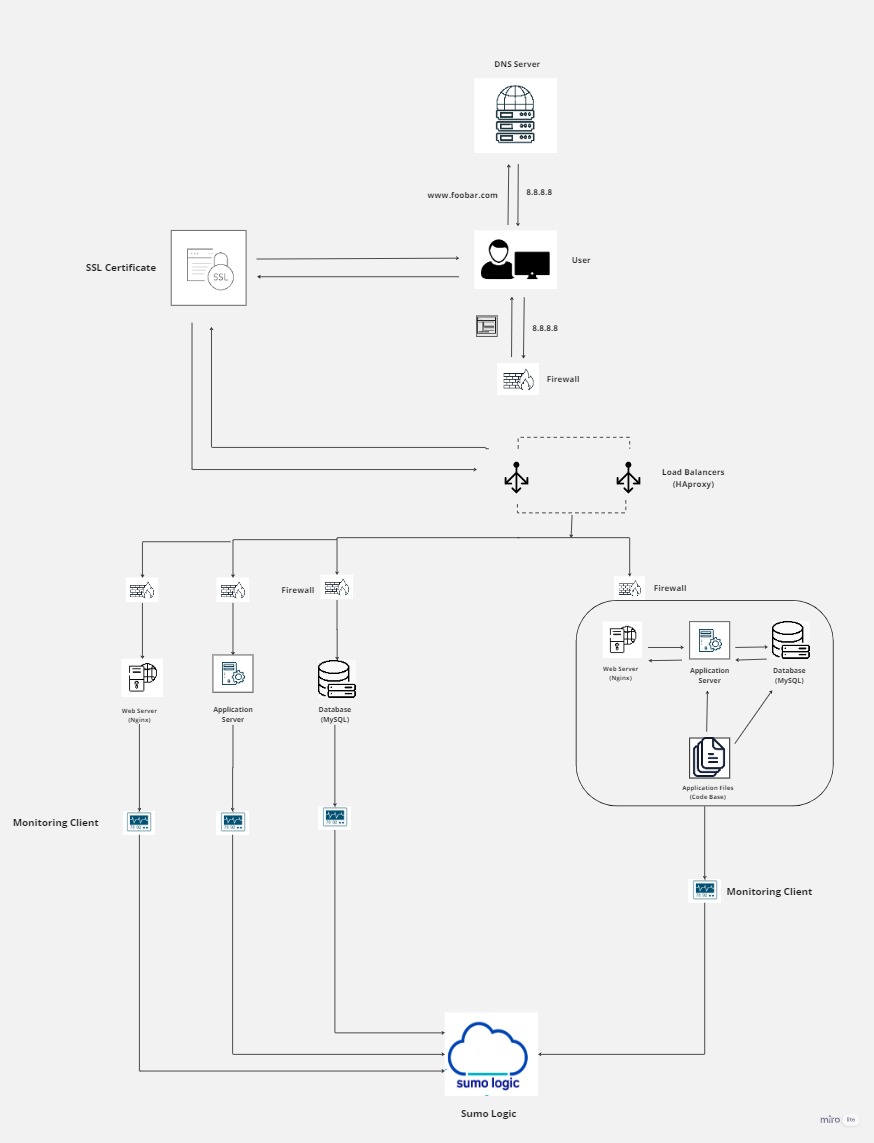 DNS Server
www.foobar.com
8.8.8.8
SSL Certificate
SSL
User
8.8.8.8
Firewall
Load Balancers
(HAproxy)
Firewall
Firewall
Web Server
(Nginx)
Application
Server
Database
(MySQL)
Web Server
(Nginx)
Application
Server
Database
(MySQL)
Application Files
(Code Base)
Monitoring Client
Monitoring Client
sumo logic
Sumo Logic
miro lite